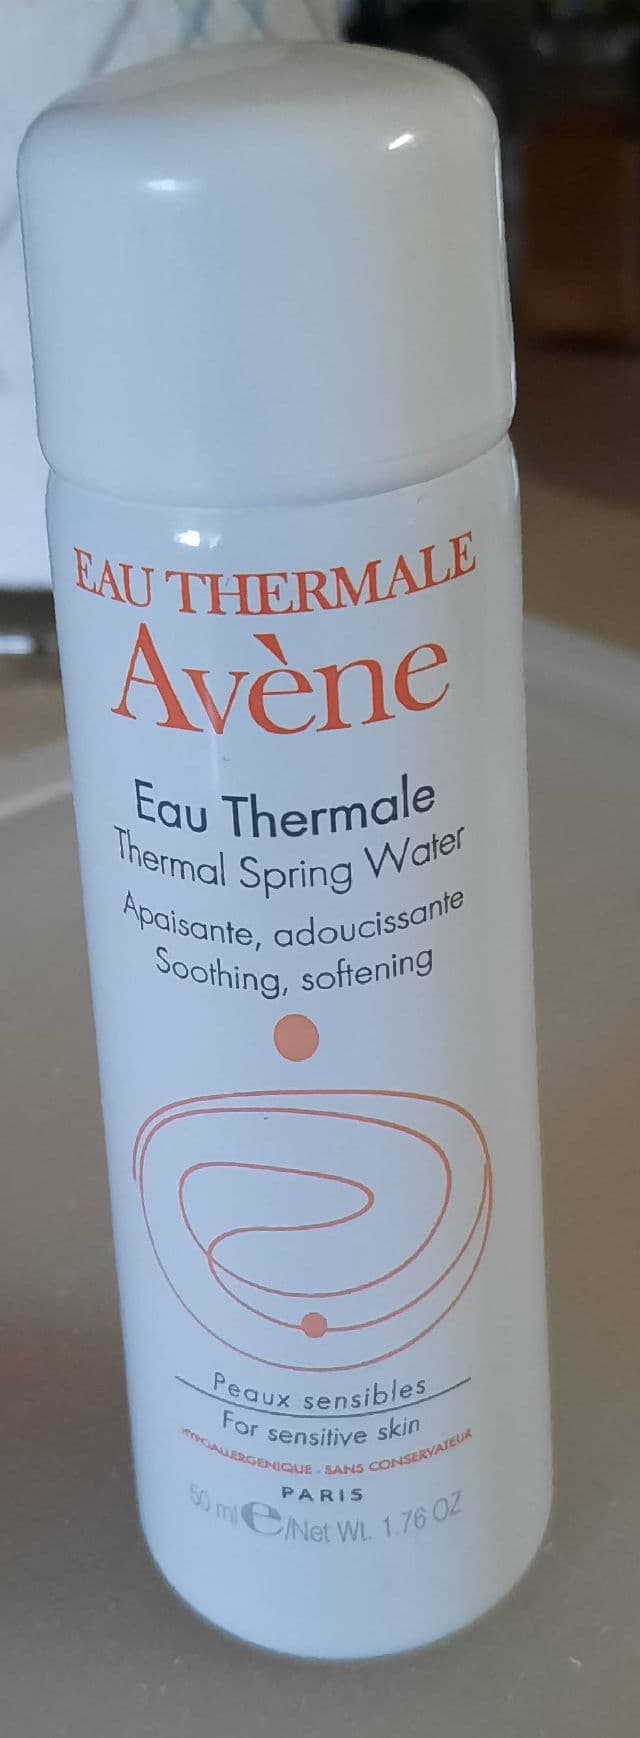 EAU THERMALE
Avène
Eau Thermale
Thermal Spring Water
Apaisante, adoucissante
Soothing, softening
Peaux sensibles
For sensitive skin
HYPOALLERGENIQUE - SANS CONSERVATEUR
PARIS
50 ml e/Net Wt. 1.76 OZ